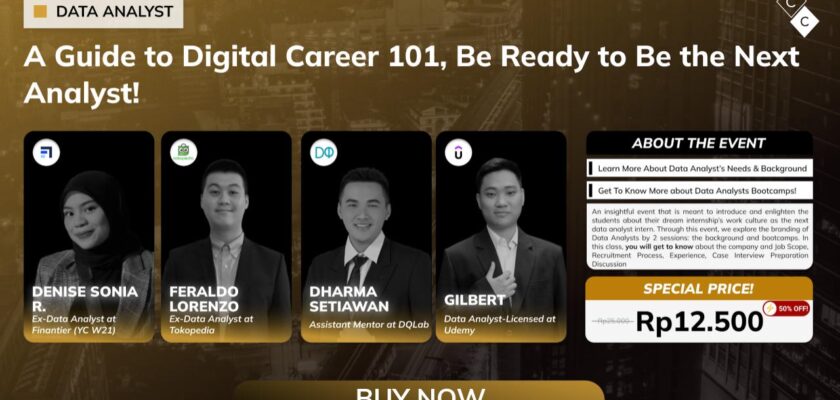 DATA ANALYST
C
C
A Guide to Digital Career 101, Be Ready to Be the Next
Analyst!
DENISE SONIA
R.
Ex-Data Analyst at
Finantier (YC W21)
tokopedia
FERALDO
LORENZO
Ex-Data Analyst at
Tokopedia
DQ
DHARMA
SETIAWAN
Assistant Mentor at DQLab
U
GILBERT
Data Analyst-Licensed at
Udemy
ABOUT THE EVENT
Learn More About Data Analyst's Needs & Background
Get To Know More about Data Analysts Bootcamps!
An insightful event that is meant to introduce and enlighten the
students about their dream internship's work culture as the next
data analyst intern. Through this event, we explore the branding of
Data Analysts by 2 sessions: the background and bootcamps. In
this class, you will get to know about the company and Job Scope,
Recruitment Process, Experience, Case Interview Preparation
Discussion
SPECIAL PRICE!
Rp25.000
Rp12.500
50% OFF!
BUY NOW